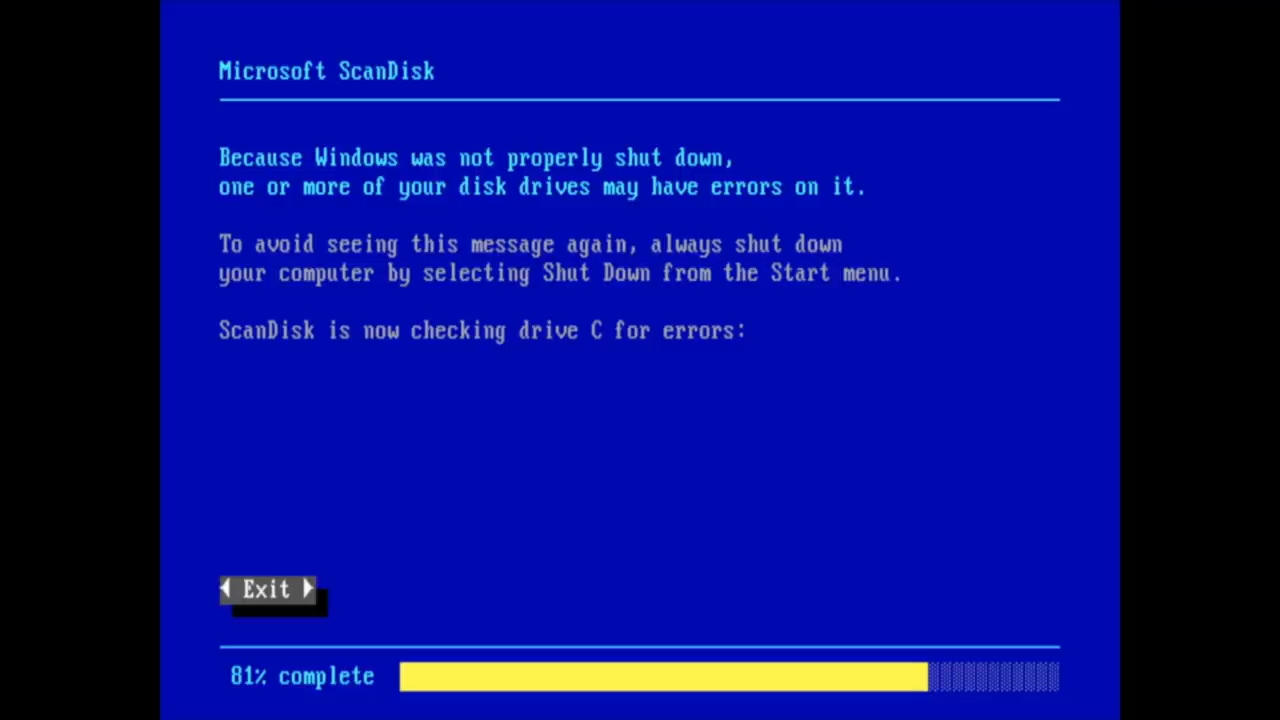 Microsoft ScanDisk
Because Windows was not properly shut down,
one or more of your disk drives may have errors on it.
To avoid seeing this message again, always shut down
your computer by selecting Shut Down from the Start menu.
ScanDisk is now checking drive C for errors:
Exit
81% complete